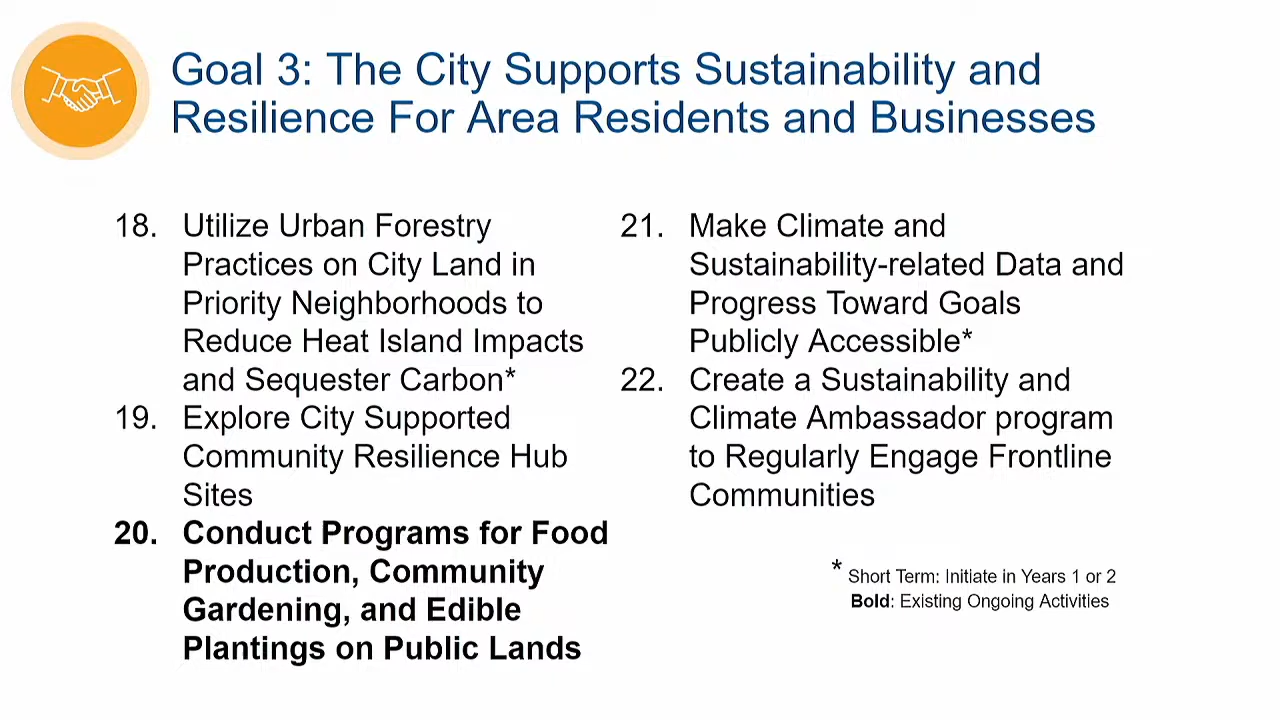 Goal 3: The City Supports Sustainability and
Resilience For Area Residents and Businesses
18. Utilize Urban Forestry
Practices on City Land in
Priority Neighborhoods to
Reduce Heat Island Impacts
and Sequester Carbon*
19. Explore City Supported
Community Resilience Hub
Sites
20. Conduct Programs for Food
Production, Community
Gardening, and Edible
Plantings on Public Lands
21. Make Climate and
Sustainability-related Data and
Progress Toward Goals
Publicly Accessible*
22. Create a Sustainability and
Climate Ambassador program
to Regularly Engage Frontline
Communities
* Short Term: Initiate in Years 1 or 2
Bold: Existing Ongoing Activities